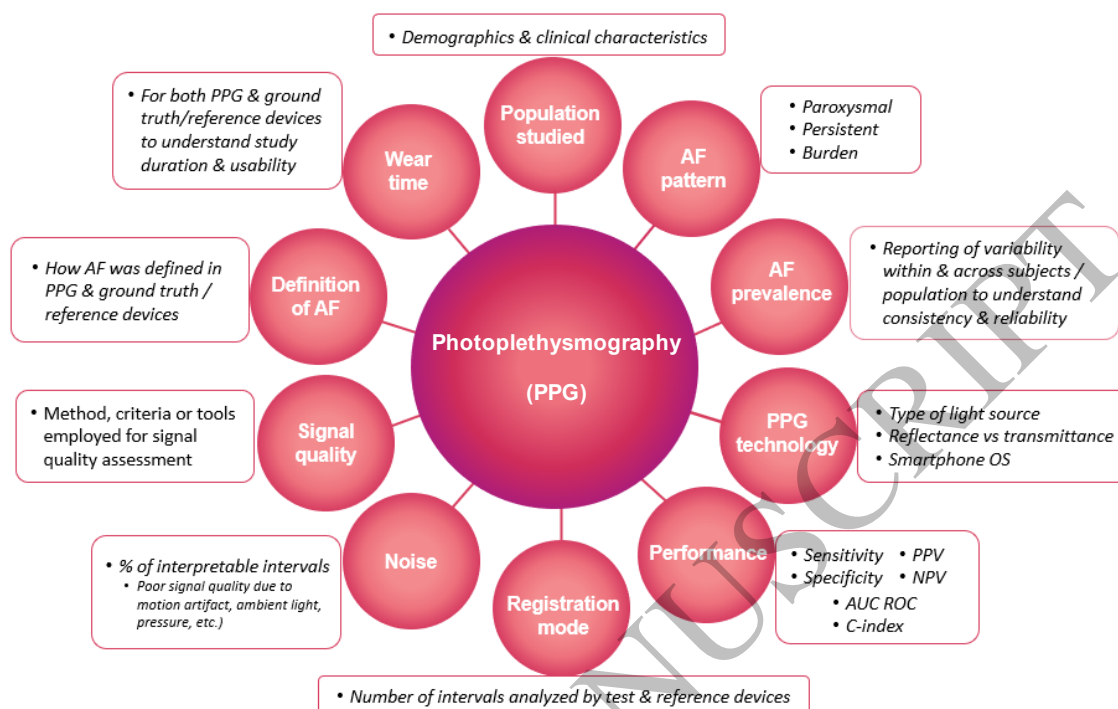 • Demographics & clinical characteristics
Population
studied
• For both PPG & ground
truth/reference devices
to understand study
duration & usability
Wear
time
AF
pattern
• Paroxysmal
• Persistent
• Burden
• How AF was defined in
PPG & ground truth /
reference devices
Definition
of AF
AF
prevalence
• Reporting of variability
within & across subjects /
population to understand
consistency & reliability
Photoplethysmography
(PPG)
• Method, criteria or tools
employed for signal
quality assessment
Signal
quality
PPG
technology
• Type of light source
• Reflectance vs transmittance
• Smartphone OS
• % of interpretable intervals
• Poor signal quality due to
motion artifact, ambient light,
pressure, etc.)
Noise
Registration
mode
Performance
• Sensitivity • PPV
• Specificity • NPV
• AUC ROC
• C-index
• Number of intervals analyzed by test & reference devices
NUSCRIPT